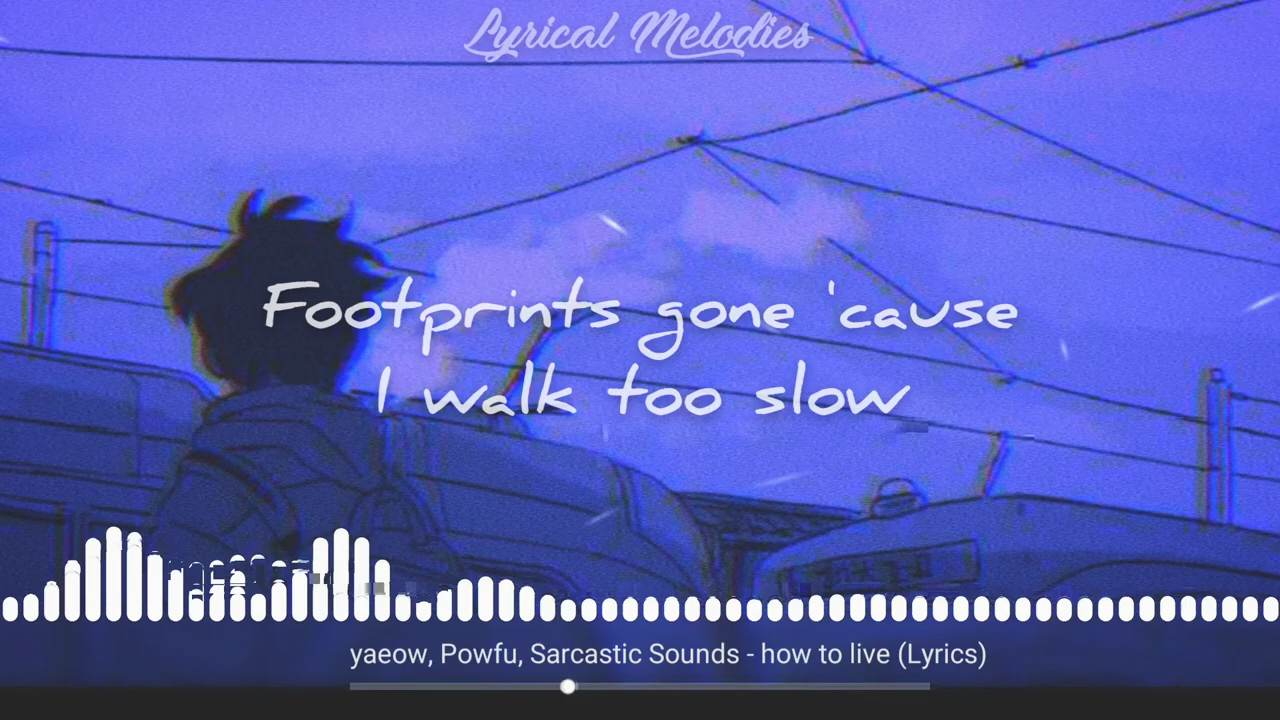 Lyrical Melodies
Footprints gone 'cause
I walk too slow
yaeow, Powfu, Sarcastic Sounds - how to live (Lyrics)